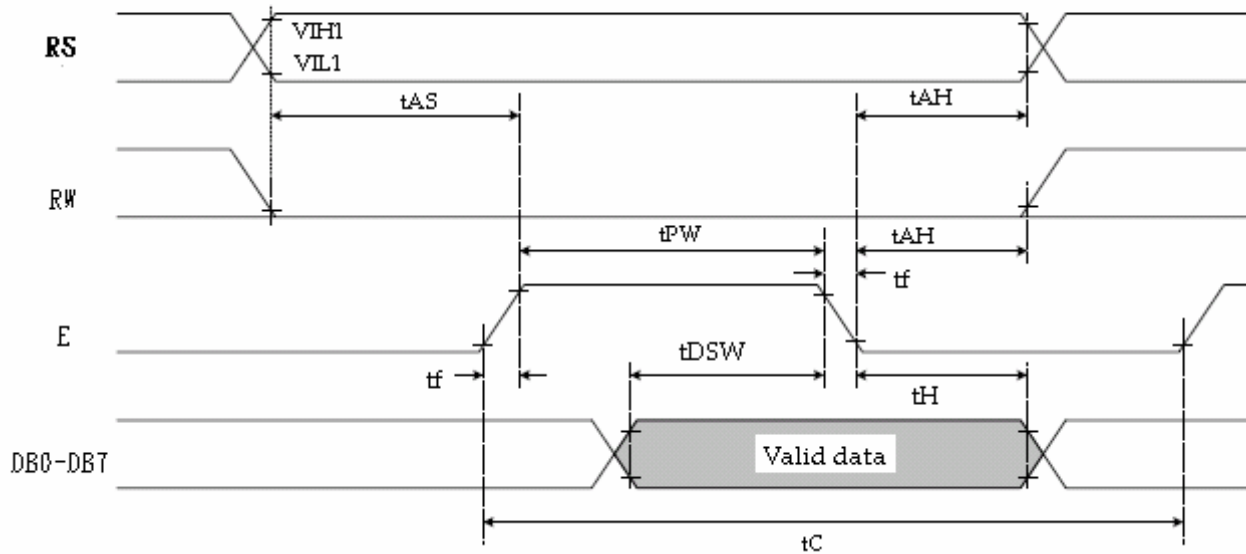 RS
VIH1
VIL1
tAS
tAH
RW
tPW
tAH
tf
E
tDSW
tf
tH
DB0-DB7
Valid data
tC